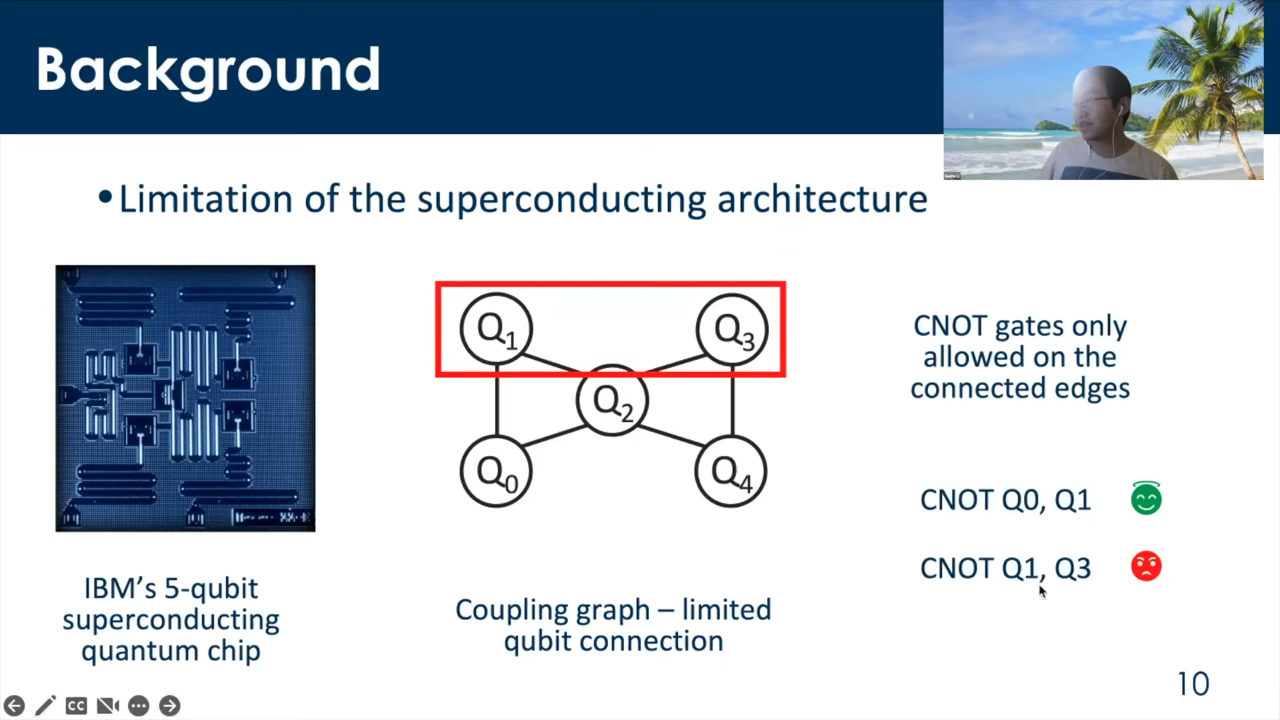 Background
•Limitation of the superconducting architecture
Q1
Q3
Q2
Q0
Q4
CNOT gates only
allowed on the
connected edges
CNOT Q0, Q1
CNOT Q1, Q3
IBM’s 5-qubit
superconducting
quantum chip
Coupling graph – limited
qubit connection
10
CC